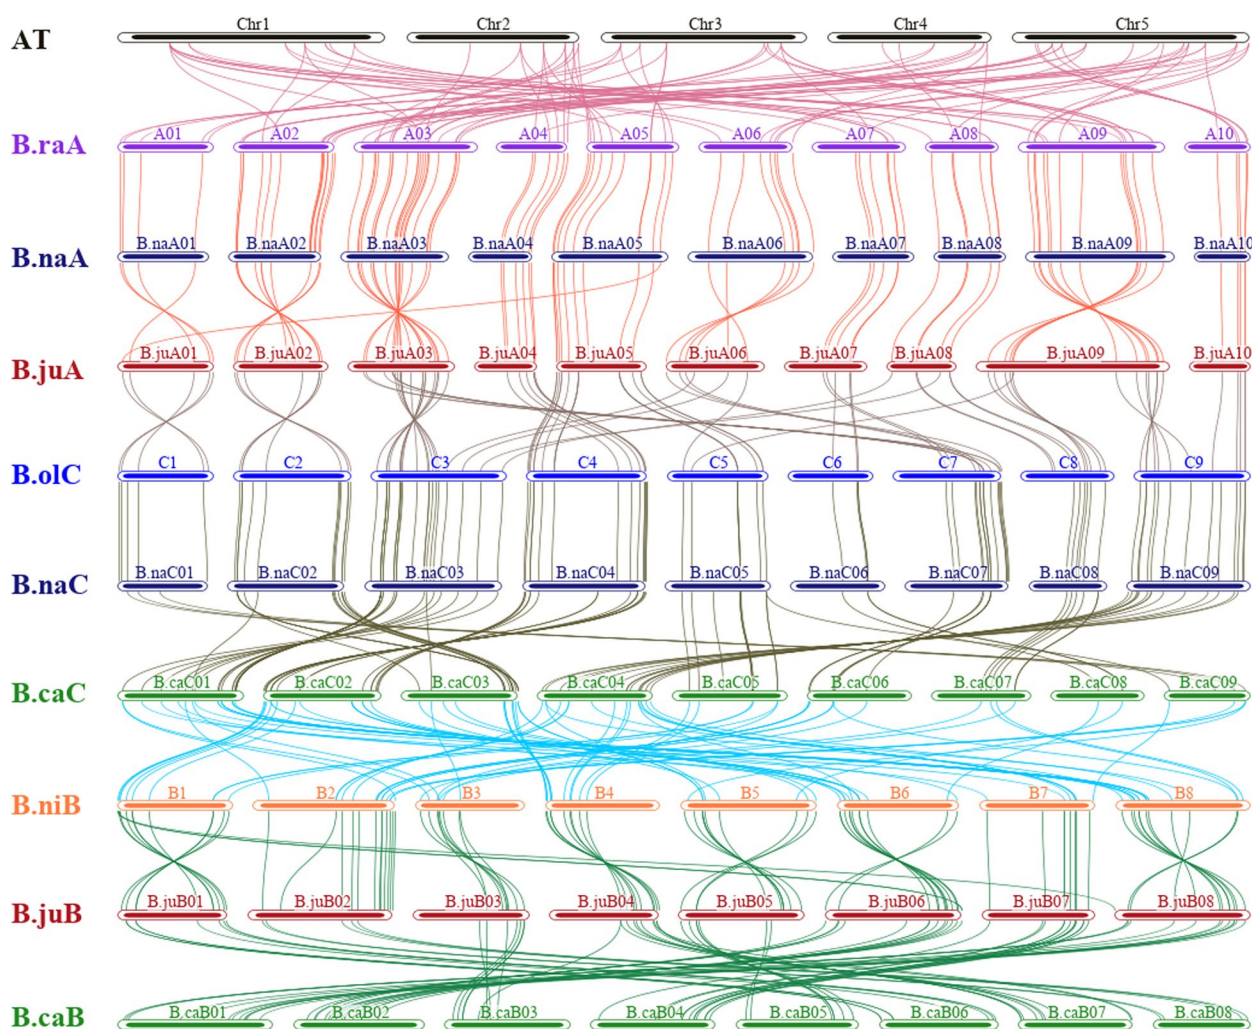 AT Chr1 Chr2 Chr3 Chr4 Chr5
B.raA A01 A02 A03 A04 A05 A06 A07 A08 A09 A10
B.naA B.naA01 B.naA02 B.naA03 B.naA04 B.naA05 B.naA06 B.naA07 B.naA08 B.naA09 B.naA10
B.juA B.juA01 B.juA02 B.juA03 B.juA04 B.juA05 B.juA06 B.juA07 B.juA08 B.juA09 B.juA10
B.olC C1 C2 C3 C4 C5 C6 C7 C8 C9
B.naC B.naC01 B.naC02 B.naC03 B.naC04 B.naC05 B.naC06 B.naC07 B.naC08 B.naC09
B.caC B.caC01 B.caC02 B.caC03 B.caC04 B.caC05 B.caC06 B.caC07 B.caC08 B.caC09
B.niB B1 B2 B3 B4 B5 B6 B7 B8
B.juB B.juB01 B.juB02 B.juB03 B.juB04 B.juB05 B.juB06 B.juB07 B.juB08
B.caB B.caB01 B.caB02 B.caB03 B.caB04 B.caB05 B.caB06 B.caB07 B.caB08